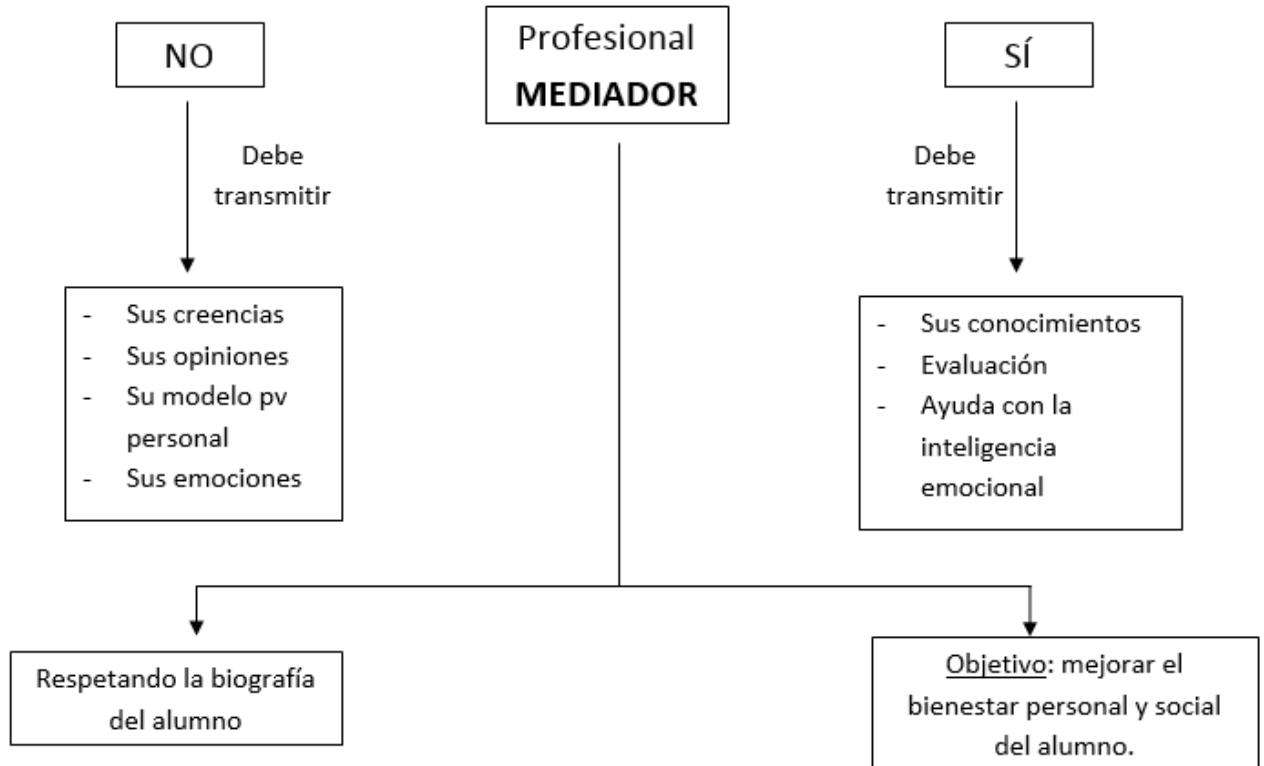 NO
Profesional
MEDIADOR
SÍ
Debe
transmitir
Debe
transmitir
- Sus creencias
- Sus opiniones
- Su modelo pv
personal
- Sus emociones
- Sus conocimientos
- Evaluación
- Ayuda con la
inteligencia
emocional
Respetando la biografía
del alumno
Objetivo: mejorar el
bienestar personal y social
del alumno.